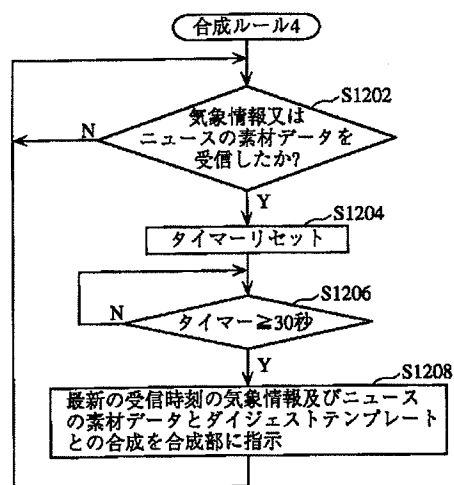 合成ルール4
S1202
気象情報又は
ニュースの素材データを
受信したか?
N
Y
S1204
タイマーリセット
S1206
タイマー≧30秒
N
Y
S1208
最新の受信時刻の気象情報及びニュース
の素材データとダイジェストテンプレート
との合成を合成部に指示